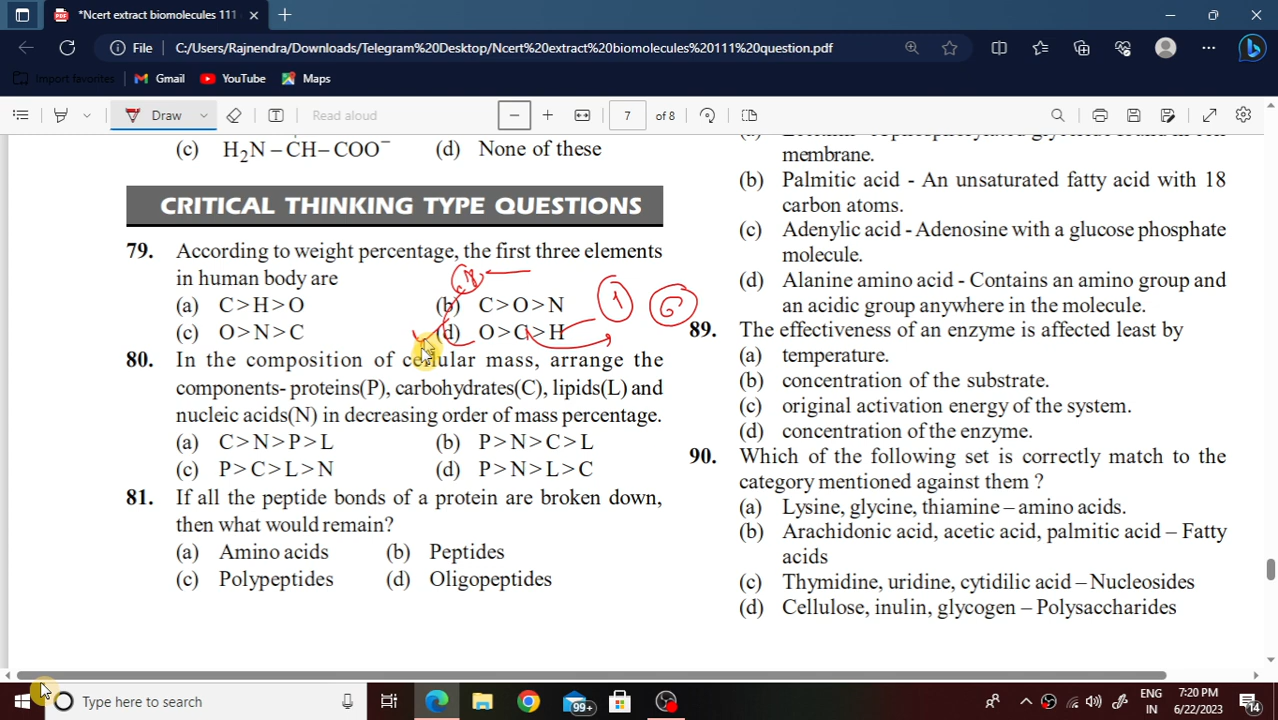 *Ncert extract biomolecules 111
File
C:/Users/Rajnendra/Downloads/Telegram%20Desktop/Ncert%20extract%20biomolecules%20111%20question.pdf
Import favorites
Gmail
YouTube
Maps
Draw
Read aloud
7
of 8
(c) H₂N – CH– COO⁻
(d) None of these
CRITICAL THINKING TYPE QUESTIONS
79. According to weight percentage, the first three elements
in human body are
(a) C > H > O
(b) C > O > N
(c) O > N > C
(d) O > C > H
80. In the composition of cellular mass, arrange the
components- proteins(P), carbohydrates(C), lipids(L) and
nucleic acids(N) in decreasing order of mass percentage.
(a) C > N > P > L
(b) P > N > C > L
(c) P > C > L > N
(d) P > N > L > C
81. If all the peptide bonds of a protein are broken down,
then what would remain?
(a) Amino acids
(b) Peptides
(c) Polypeptides
(d) Oligopeptides
membrane.
(b) Palmitic acid - An unsaturated fatty acid with 18
carbon atoms.
(c) Adenylic acid - Adenosine with a glucose phosphate
molecule.
(d) Alanine amino acid - Contains an amino group and
an acidic group anywhere in the molecule.
89. The effectiveness of an enzyme is affected least by
(a) temperature.
(b) concentration of the substrate.
(c) original activation energy of the system.
(d) concentration of the enzyme.
90. Which of the following set is correctly match to the
category mentioned against them ?
(a) Lysine, glycine, thiamine – amino acids.
(b) Arachidonic acid, acetic acid, palmitic acid – Fatty
acids
(c) Thymidine, uridine, cytidilic acid – Nucleosides
(d) Cellulose, inulin, glycogen – Polysaccharides
1
6
Type here to search
99+
ENG
IN
7:20 PM
6/22/2023
14